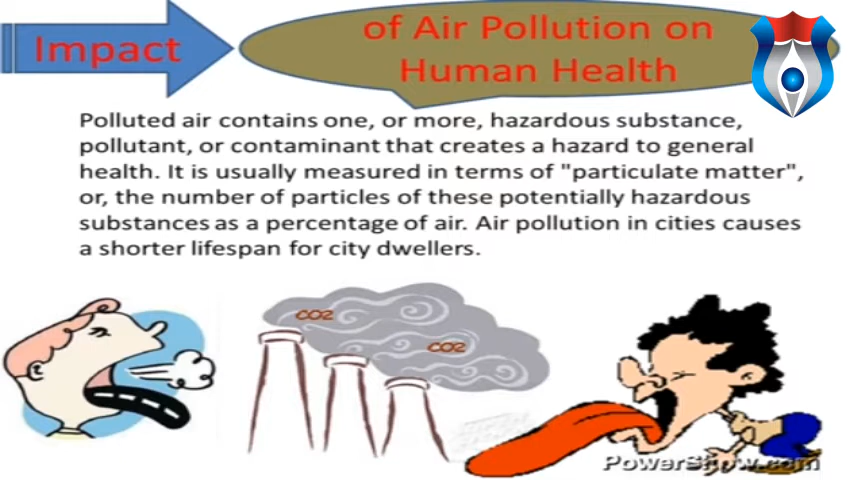 Impact
of Air Pollution on
Human Health
Polluted air contains one, or more, hazardous substance,
pollutant, or contaminant that creates a hazard to general
health. It is usually measured in terms of "particulate matter",
or, the number of particles of these potentially hazardous
substances as a percentage of air. Air pollution in cities causes
a shorter lifespan for city dwellers.
CO2
CO2
PowerShow.com